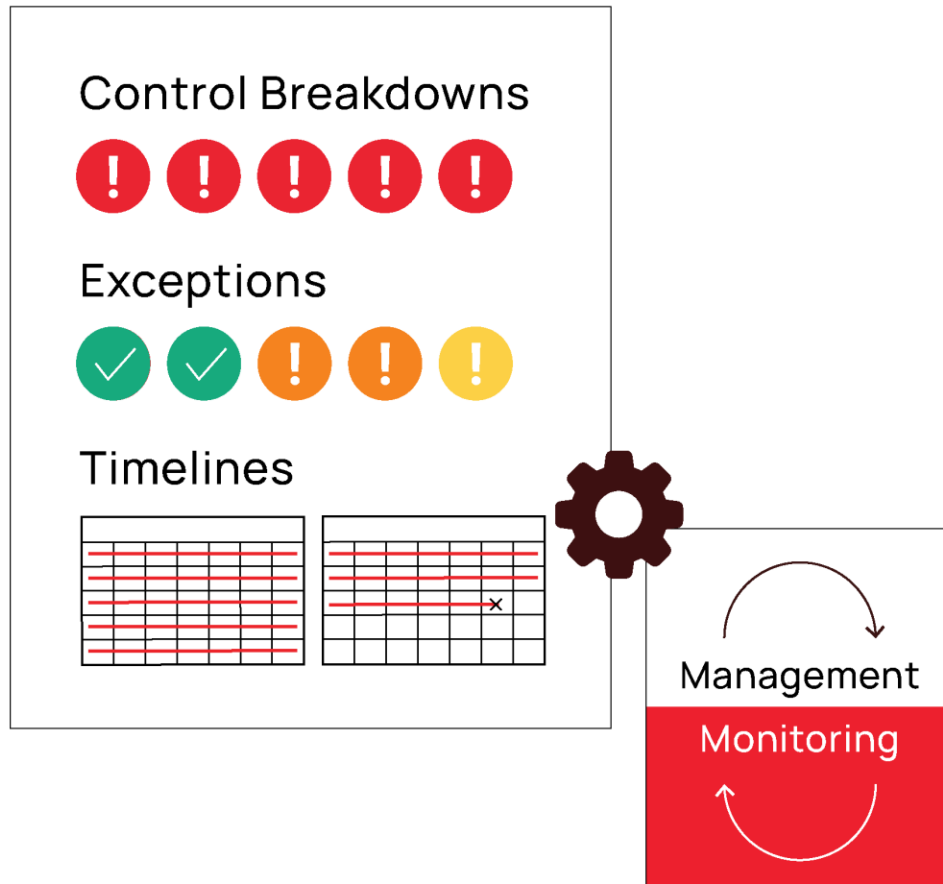 Control Breakdowns
Exceptions
Timelines
Management
Monitoring